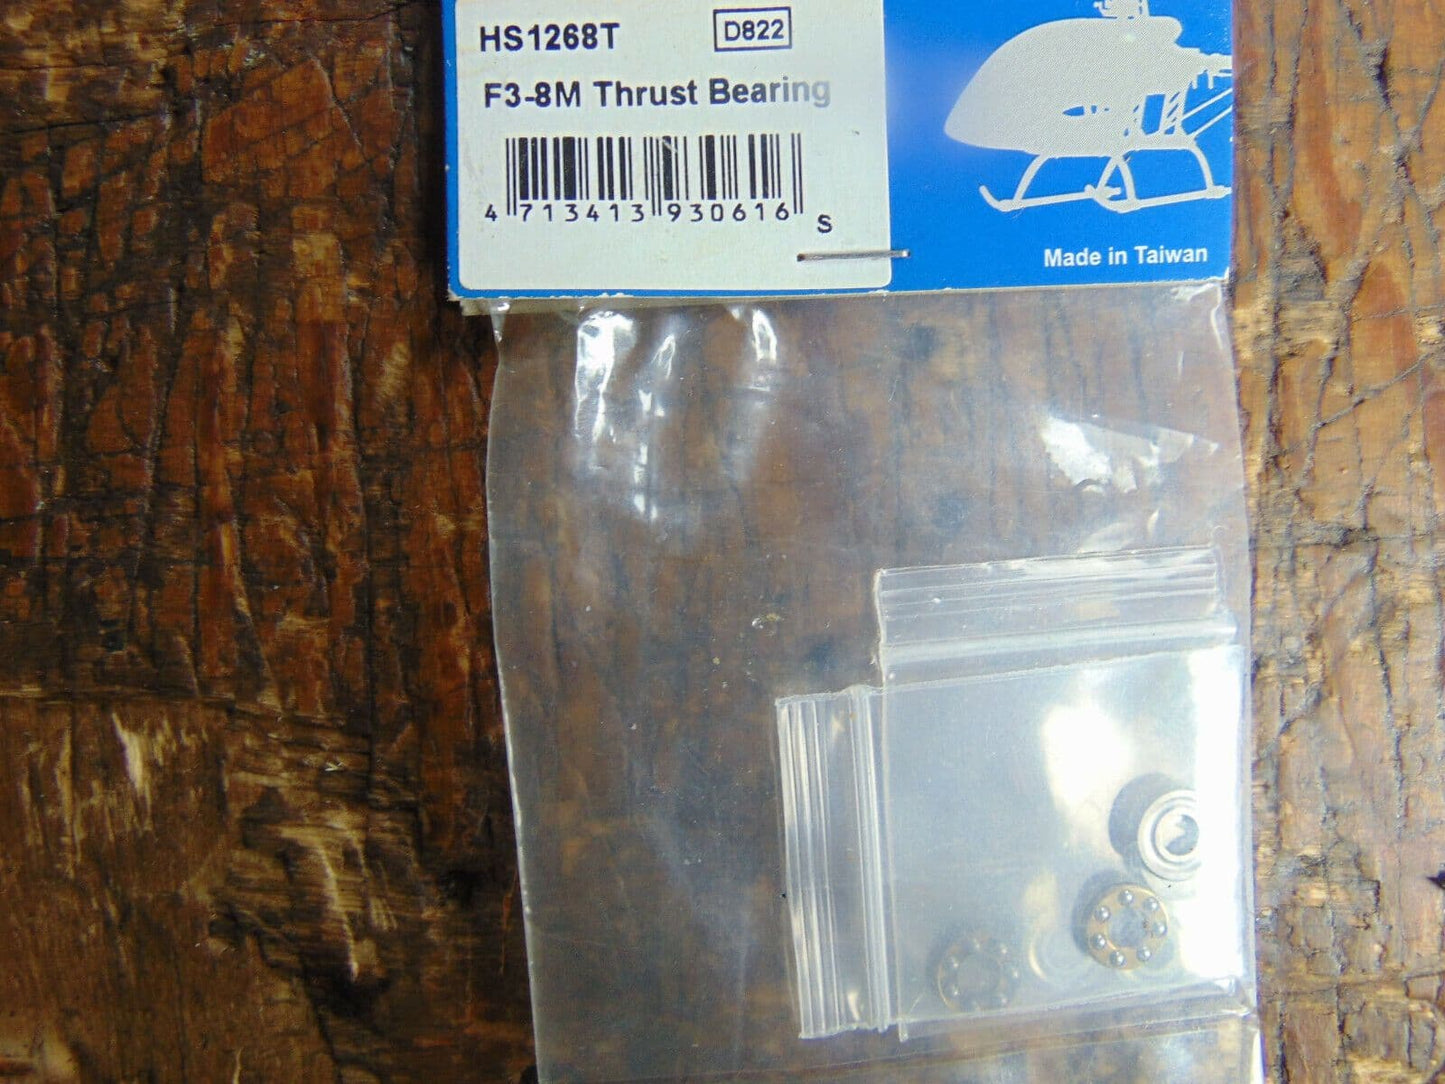 HS1268T D822
F3-8M Thrust Bearing
4 713413 930616 S
Made in Taiwan